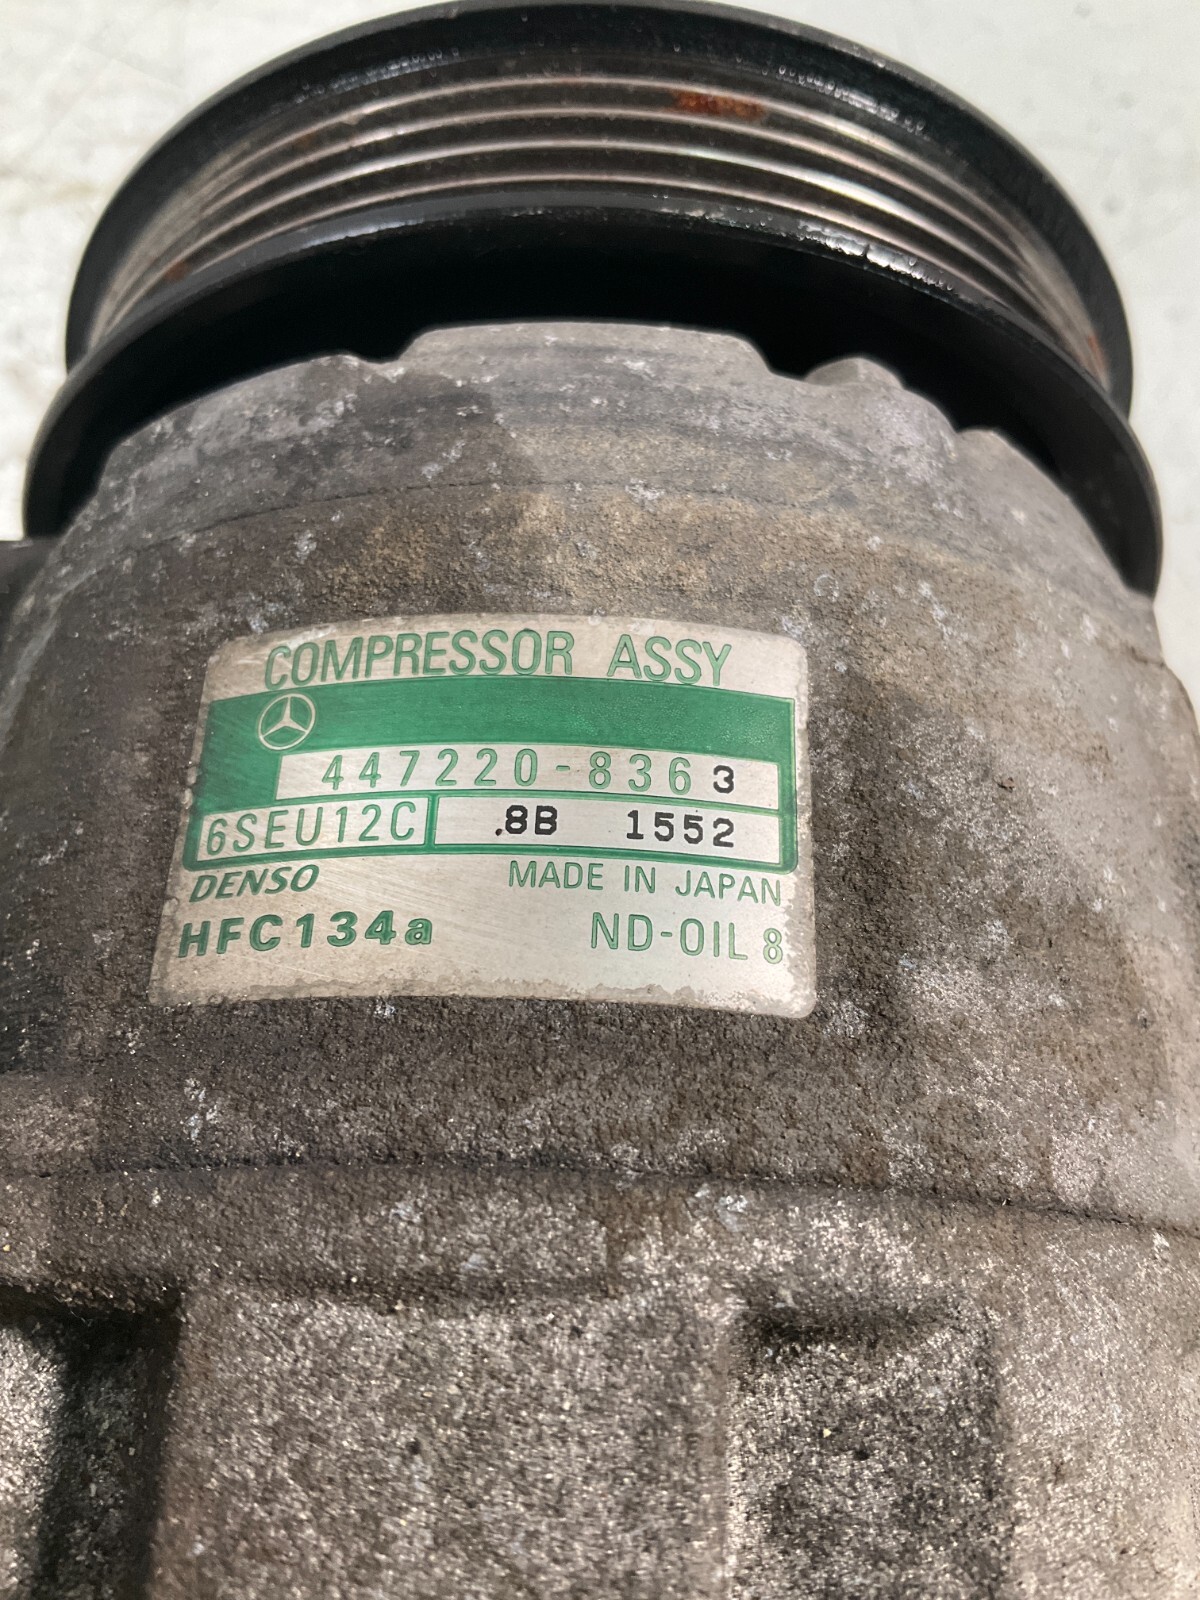 COMPRESSOR ASSY
447220-8363
6SEU12C .8B 1552
DENSO MADE IN JAPAN
HFC134a ND-OIL 8